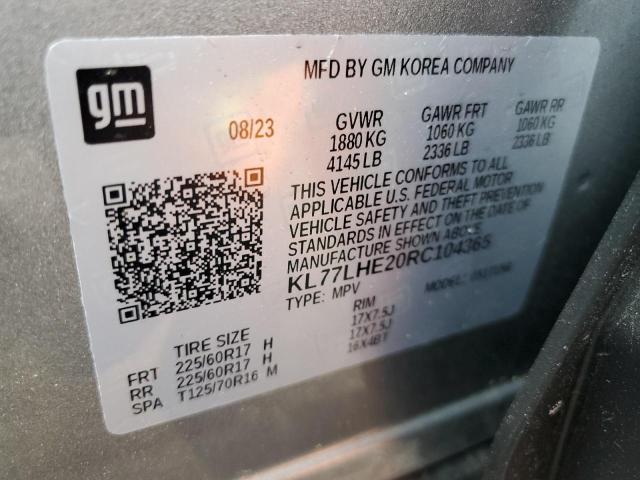 MFD BY GM KOREA COMPANY
gm
08/23
GVWR GAWR FRT GAWR RR
1880 KG 1060 KG 1060 KG
4145 LB 2336 LB 2336 LB
THIS VEHICLE CONFORMS TO ALL
APPLICABLE U.S. FEDERAL MOTOR
VEHICLE SAFETY AND THEFT PREVENTION
STANDARDS IN EFFECT ON THE DATE OF
MANUFACTURE SHOWN ABOVE.
KL77LHE20RC104365
TYPE: MPV MODEL:
TIRE SIZE RIM
FRT 225/60R17 H 17X7.5J
RR 225/60R17 H 17X7.5J
SPA T125/70R16 M 16X4BT